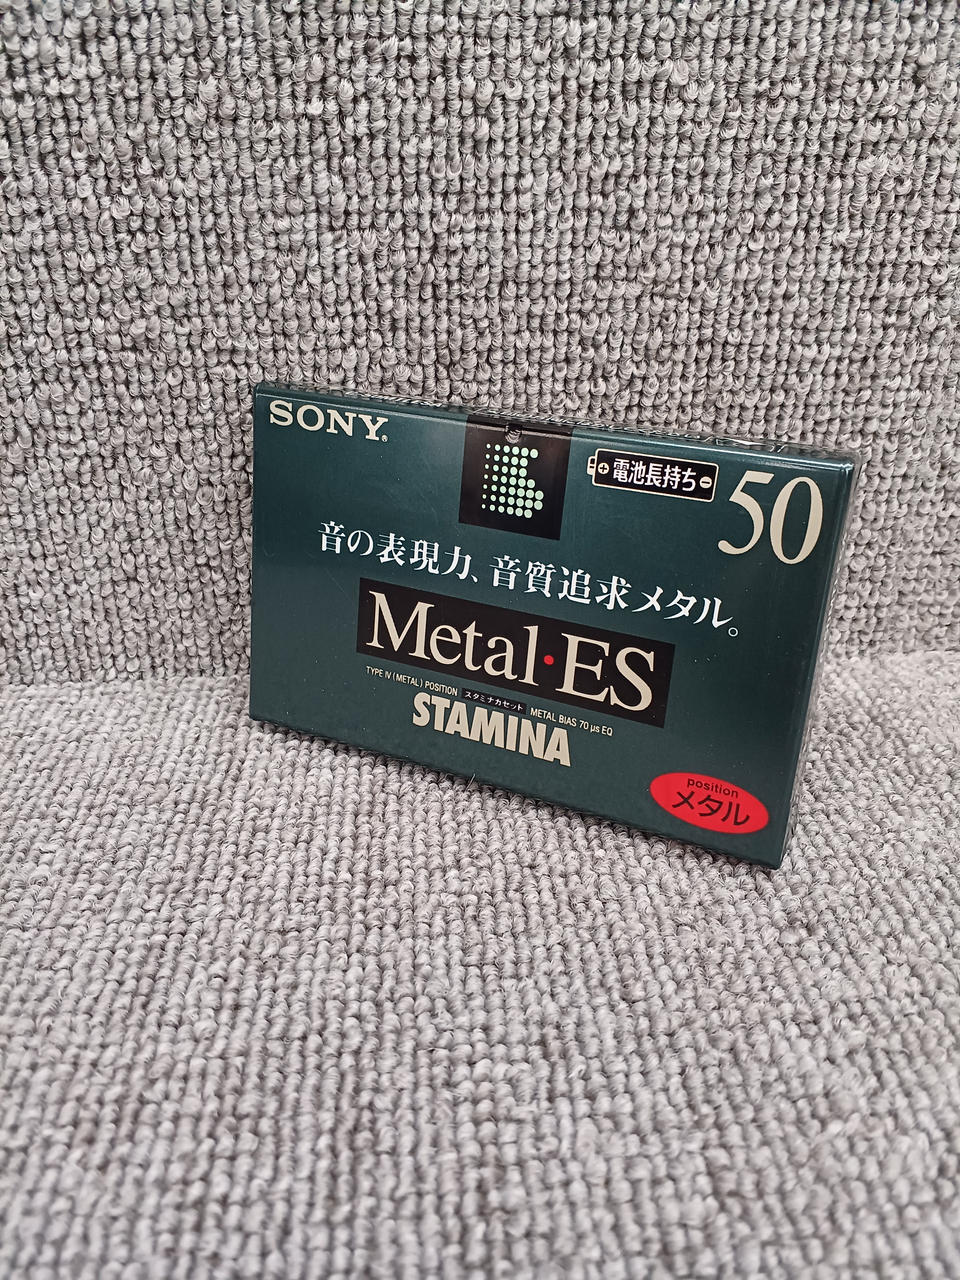 SONY®
電池長持ち
50
音の表現力、音質追求メタル。
Metal·ES
TYPE IV (METAL) POSITION スタミナカセット METAL BIAS 70 μs EQ
STAMINA
position
メタル